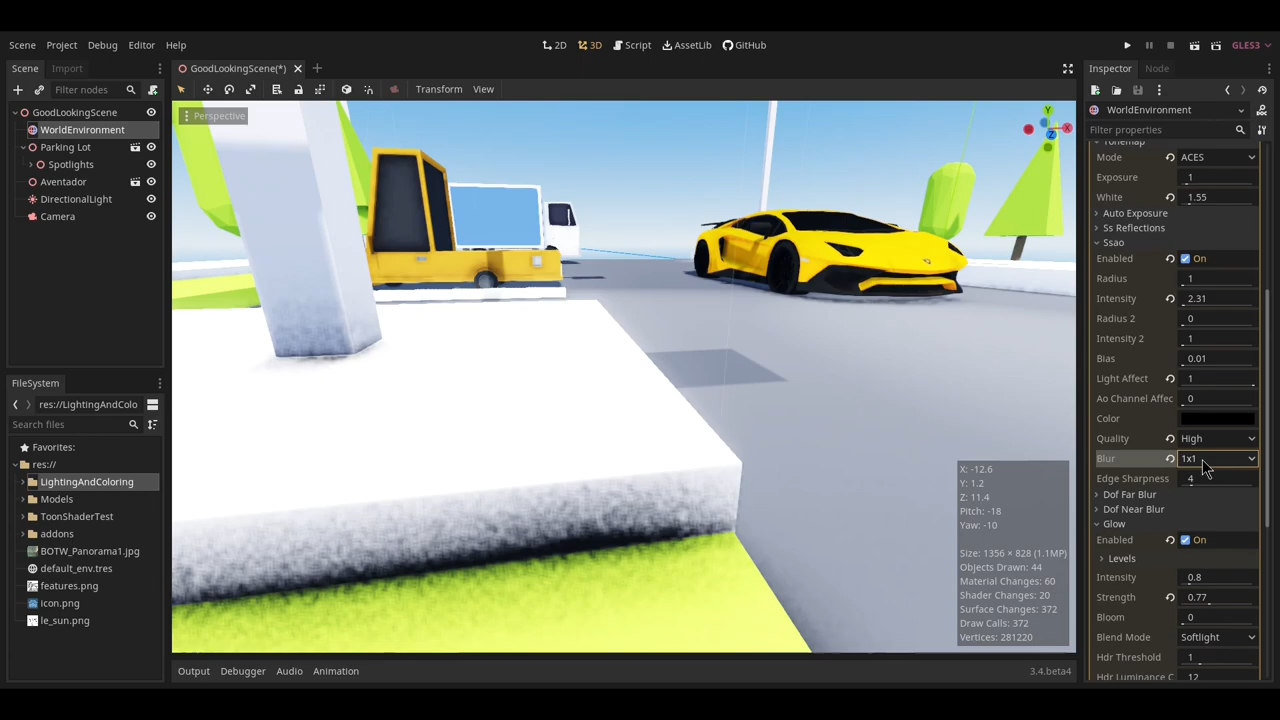 Scene Project Debug Editor Help
2D 3D Script AssetLib GitHub
GLES3
Scene Import
Filter nodes
GoodLookingScene
WorldEnvironment
Parking Lot
Spotlights
Aventador
DirectionalLight
Camera
FileSystem
res://LightingAndColo
Search files
Favorites:
res://
LightingAndColoring
Models
ToonShaderTest
addons
BOTW_Panorama1.jpg
default_env.tres
features.png
icon.png
le_sun.png
GoodLookingScene(*)
Transform View
Perspective
Y
X
Z
X: -12.6
Y: 1.2
Z: 11.4
Pitch: -18
Yaw: -10
Size: 1356 × 828 (1.1MP)
Objects Drawn: 44
Material Changes: 60
Shader Changes: 20
Surface Changes: 372
Draw Calls: 372
Vertices: 281220
Output Debugger Audio Animation
3.4.beta4
Inspector Node
WorldEnvironment
Filter properties
Tonemap
Mode ACES
Exposure 1
White 1.55
Auto Exposure
Ss Reflections
Ssao
Enabled On
Radius 1
Intensity 2.31
Radius 2 0
Intensity 2 1
Bias 0.01
Light Affect 1
Ao Channel Affec 0
Color
Quality High
Blur 1x1
Edge Sharpness 4
Dof Far Blur
Dof Near Blur
Glow
Enabled On
Levels
Intensity 0.8
Strength 0.77
Bloom 0
Blend Mode Softlight
Hdr Threshold 1
Hdr Luminance C 12